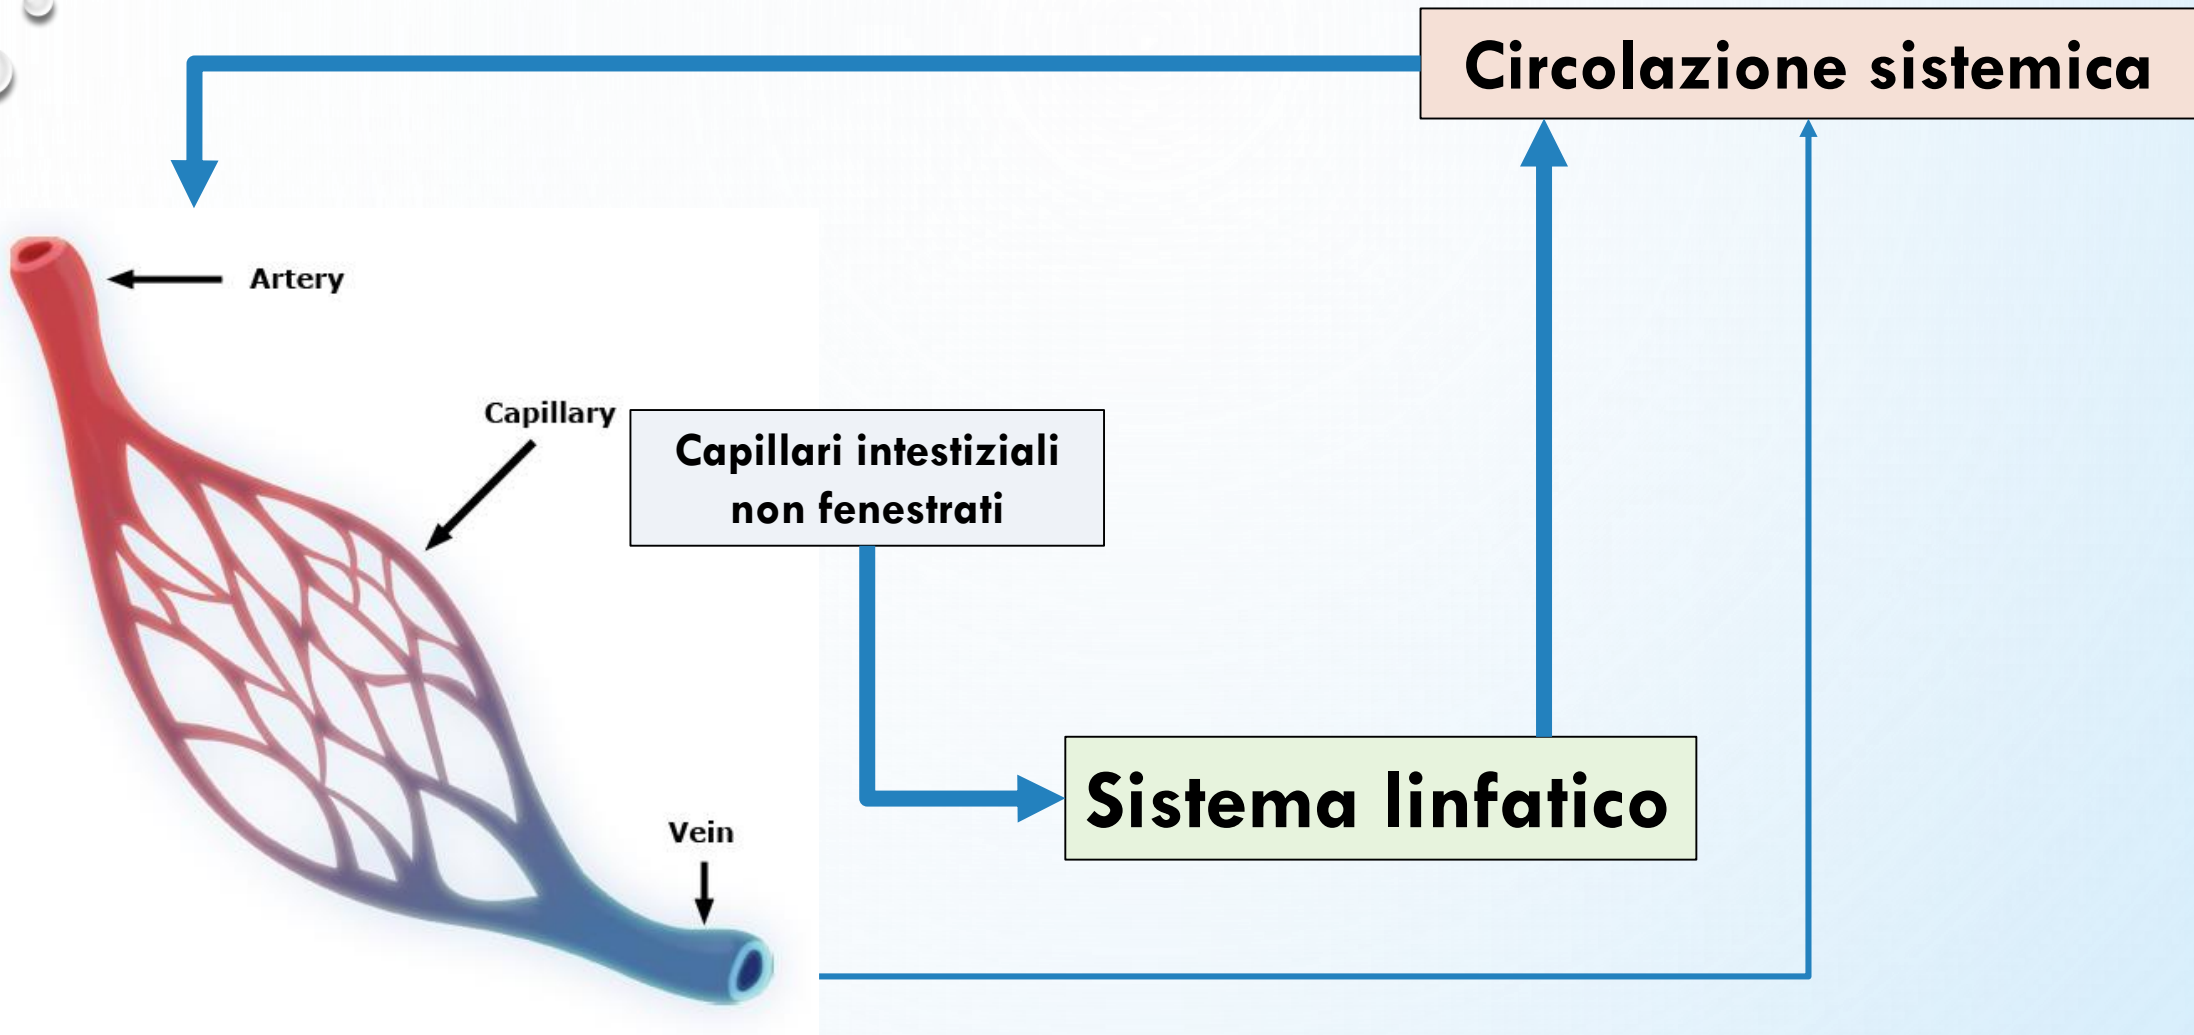 Circolazione sistemica
Artery
Capillary
Capillari intestiziali
non fenestrati
Sistema linfatico
Vein